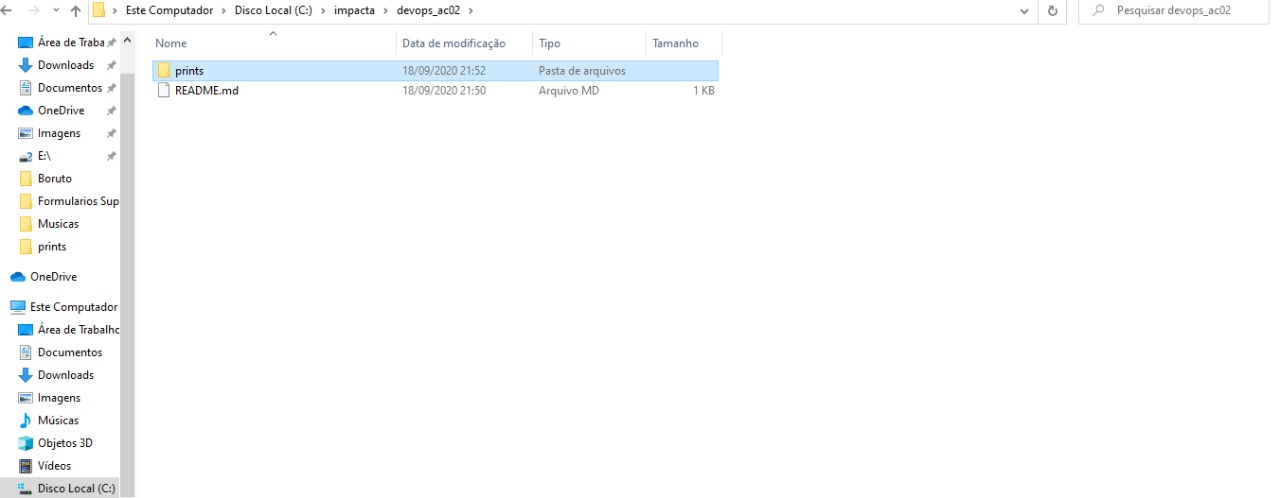 Este Computador > Disco Local (C:) > impacta > devops_ac02 >
Pesquisar devops_ac02
Área de Traba
Downloads
Documentos
OneDrive
Imagens
E:\
Boruto
Formularios Sup
Musicas
prints
OneDrive
Este Computador
Área de Trabalho
Documentos
Downloads
Imagens
Músicas
Objetos 3D
Vídeos
Disco Local (C:)
Nome Data de modificação Tipo Tamanho
prints 18/09/2020 21:52 Pasta de arquivos
README.md 18/09/2020 21:50 Arquivo MD 1 KB